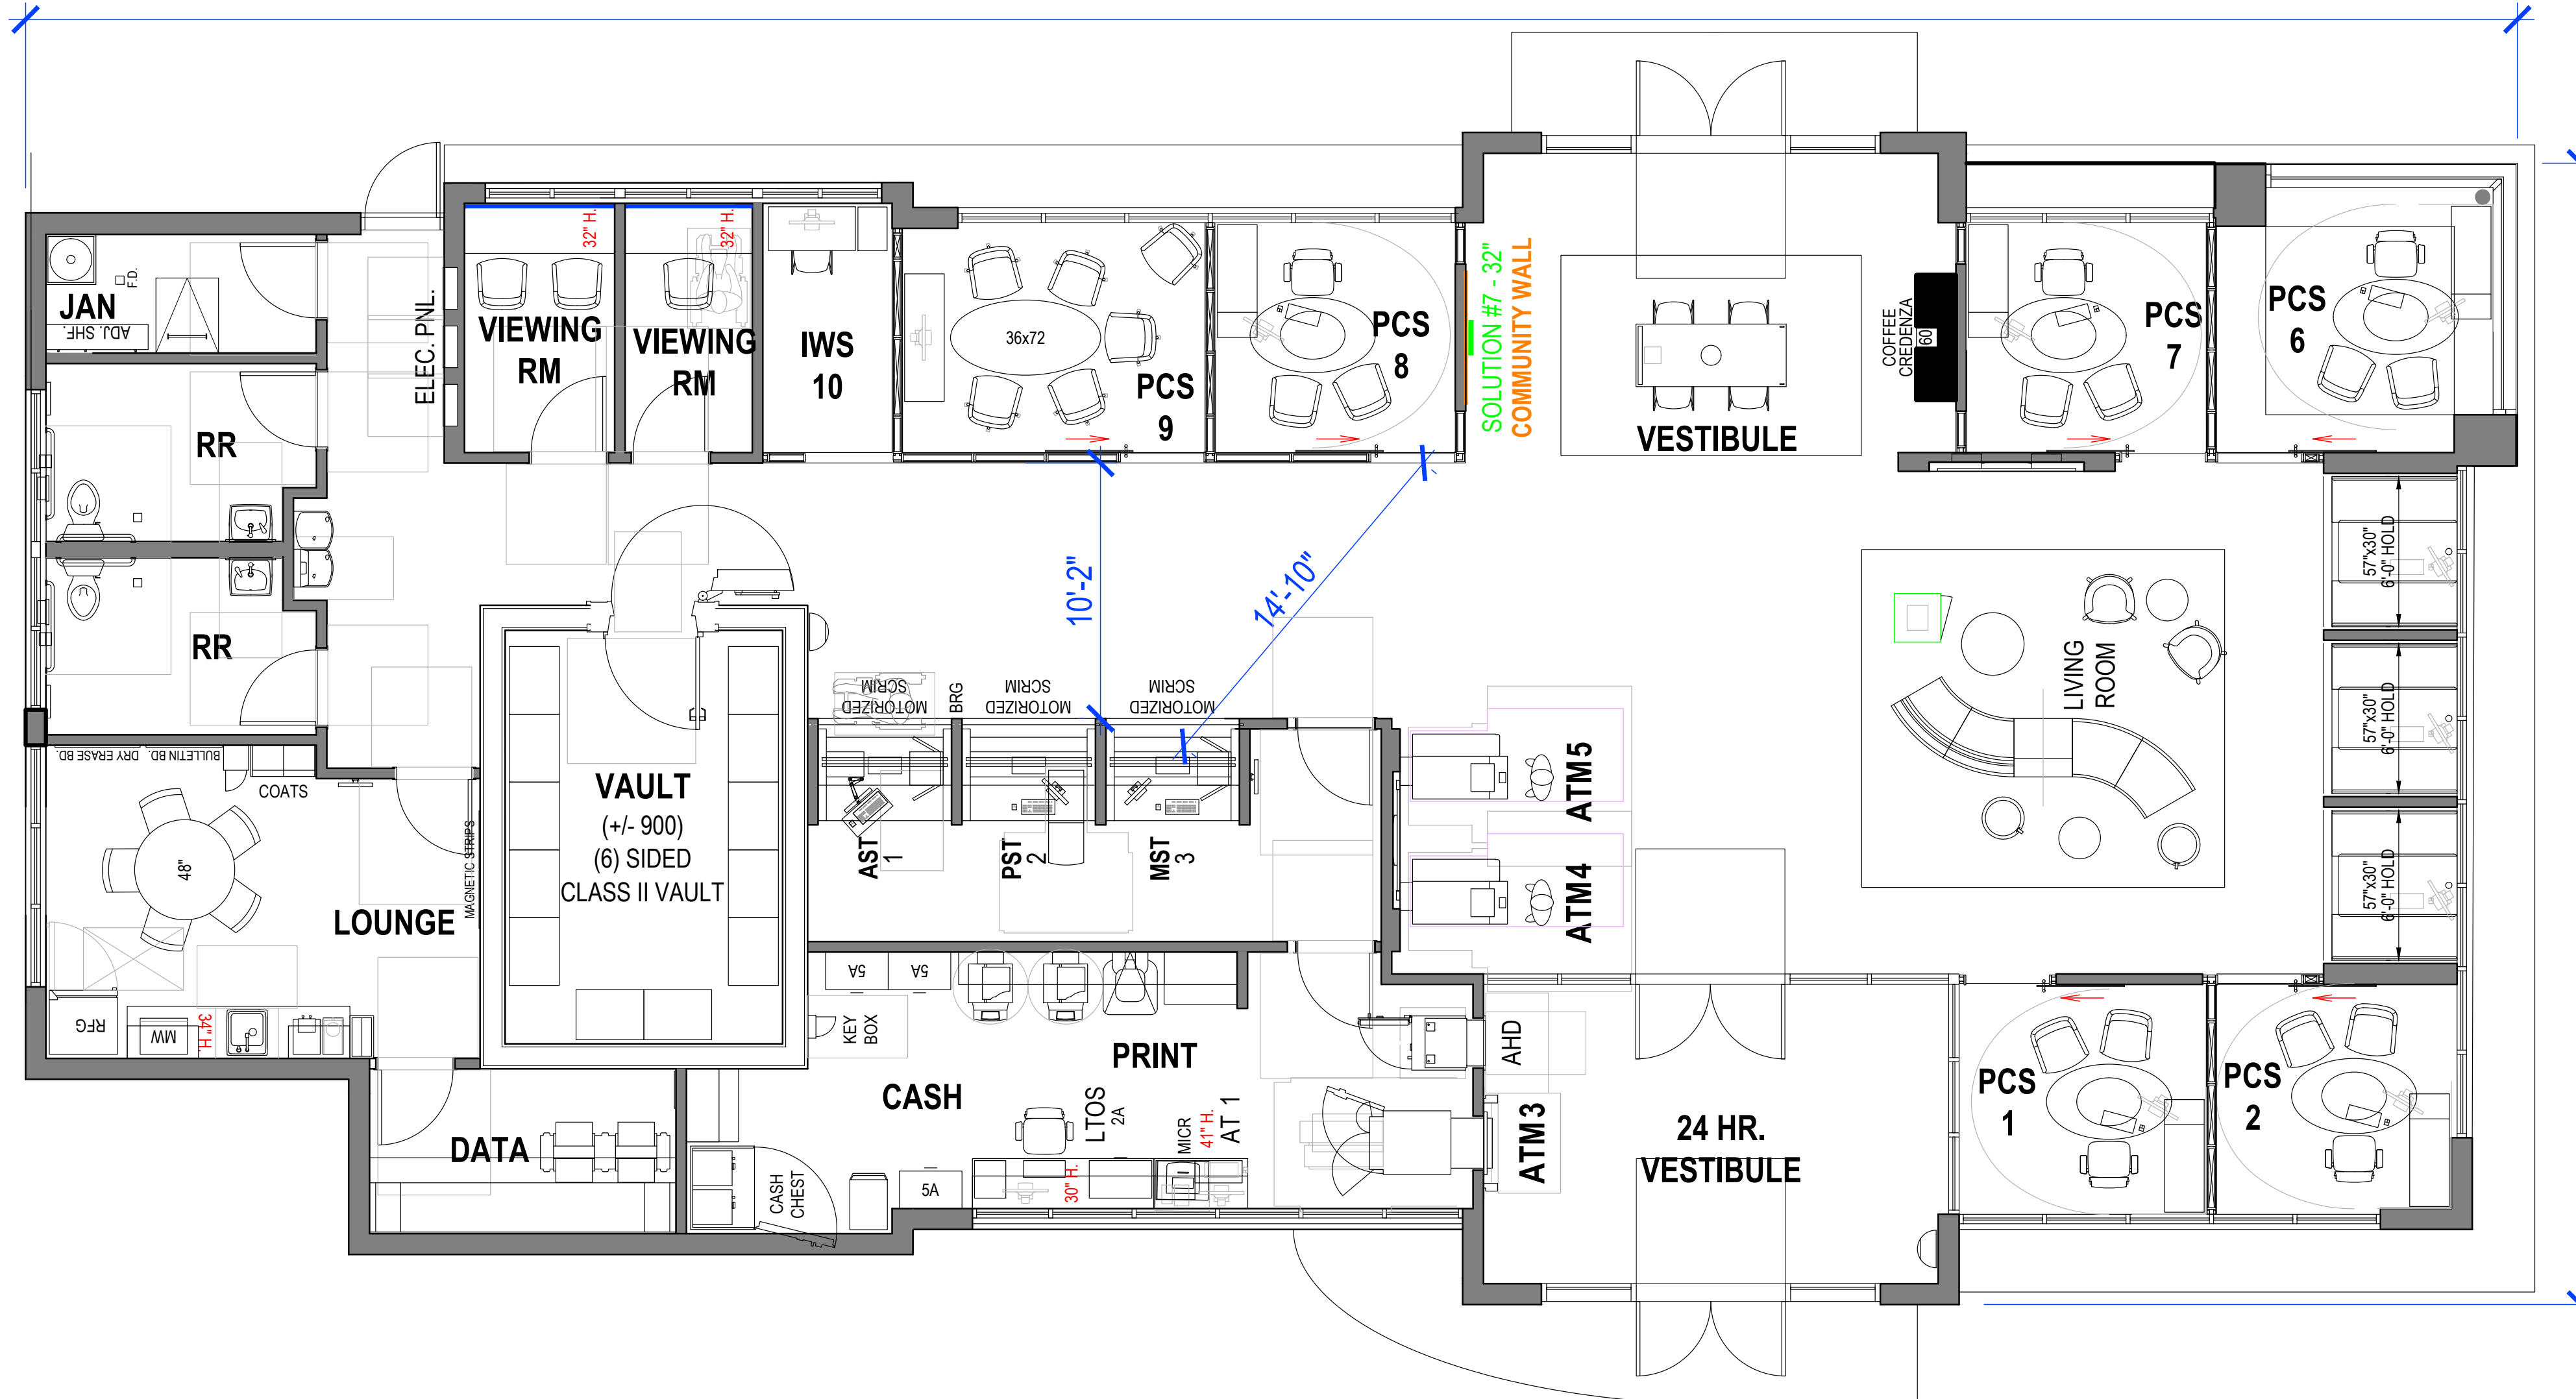 JAN
F.D.
ADJ. SHF.
ELEC. PNL.
RR
RR
VIEWING
RM
32" H.
VIEWING
RM
32" H.
IWS
10
36x72
PCS
9
PCS
8
SOLUTION #7 - 32"
COMMUNITY WALL
VESTIBULE
COFFEE
CREDENZA
60
PCS
7
PCS
6
10'-2"
14'-10"
57"x30"
6'-0" HOLD
57"x30"
6'-0" HOLD
57"x30"
6'-0" HOLD
LIVING
ROOM
MOTORIZED
SCRIM
BRG
MOTORIZED
SCRIM
MOTORIZED
SCRIM
DRY ERASE BD.
BULLETIN BD.
COATS
48"
LOUNGE
MAGNETIC STRIPS
RFG
MW
34" H.
VAULT
(+/- 900)
(6) SIDED
CLASS II VAULT
AST
1
PST
2
MST
3
ATM5
ATM4
5A
5A
KEY
BOX
PRINT
CASH
LTOS
2A
MICR
41" H.
AT 1
30" H.
5A
CASH
CHEST
DATA
AHD
ATM3
24 HR.
VESTIBULE
PCS
1
PCS
2